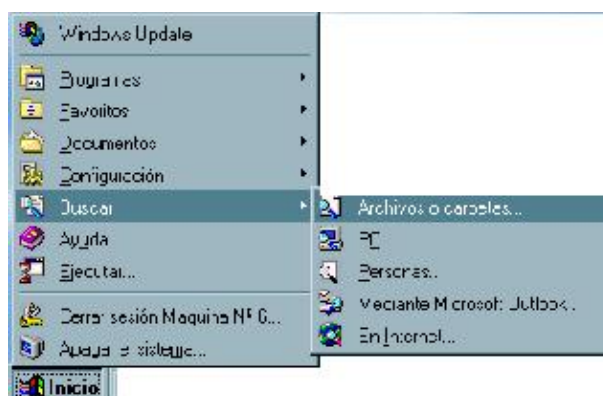 Windows Update
Programas
Favoritos
Documentos
Configuración
Buscar
Ayuda
Ejecutar...
Cerrar sesión Maquina Nº 6...
Apagar el sistema...
Inicio
Archivos o carpetas...
PC
Personas...
Mediante Microsoft Outlook...
En Internet...